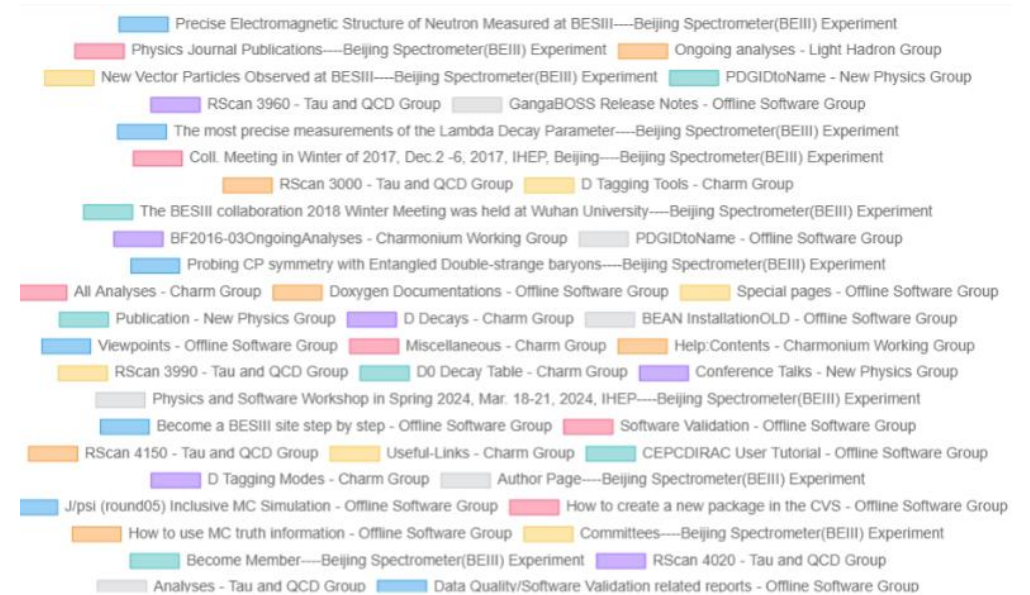 Precise Electromagnetic Structure of Neutron Measured at BESIII----Beijing Spectrometer(BEIII) Experiment
Physics Journal Publications----Beijing Spectrometer(BEIII) Experiment Ongoing analyses - Light Hadron Group
New Vector Particles Observed at BESIII----Beijing Spectrometer(BEIII) Experiment PDGIDtoName - New Physics Group
RScan 3960 - Tau and QCD Group GangaBOSS Release Notes - Offline Software Group
The most precise measurements of the Lambda Decay Parameter----Beijing Spectrometer(BEIII) Experiment
Coll. Meeting in Winter of 2017, Dec.2 -6, 2017, IHEP, Beijing----Beijing Spectrometer(BEIII) Experiment
RScan 3000 - Tau and QCD Group D Tagging Tools - Charm Group
The BESIII collaboration 2018 Winter Meeting was held at Wuhan University----Beijing Spectrometer(BEIII) Experiment
BF2016-03OngoingAnalyses - Charmonium Working Group PDGIDtoName - Offline Software Group
Probing CP symmetry with Entangled Double-strange baryons----Beijing Spectrometer(BEIII) Experiment
All Analyses - Charm Group Doxygen Documentations - Offline Software Group Special pages - Offline Software Group
Publication - New Physics Group D Decays - Charm Group BEAN InstallationOLD - Offline Software Group
Viewpoints - Offline Software Group Miscellaneous - Charm Group Help:Contents - Charmonium Working Group
RScan 3990 - Tau and QCD Group D0 Decay Table - Charm Group Conference Talks - New Physics Group
Physics and Software Workshop in Spring 2024, Mar. 18-21, 2024, IHEP----Beijing Spectrometer(BEIII) Experiment
Become a BESIII site step by step - Offline Software Group Software Validation - Offline Software Group
RScan 4150 - Tau and QCD Group Useful-Links - Charm Group CEPCDIRAC User Tutorial - Offline Software Group
D Tagging Modes - Charm Group Author Page----Beijing Spectrometer(BEIII) Experiment
J/psi (round05) Inclusive MC Simulation - Offline Software Group How to create a new package in the CVS - Offline Software Group
How to use MC truth information - Offline Software Group Committees----Beijing Spectrometer(BEIII) Experiment
Become Member----Beijing Spectrometer(BEIII) Experiment RScan 4020 - Tau and QCD Group
Analyses - Tau and QCD Group Data Quality/Software Validation related reports - Offline Software Group